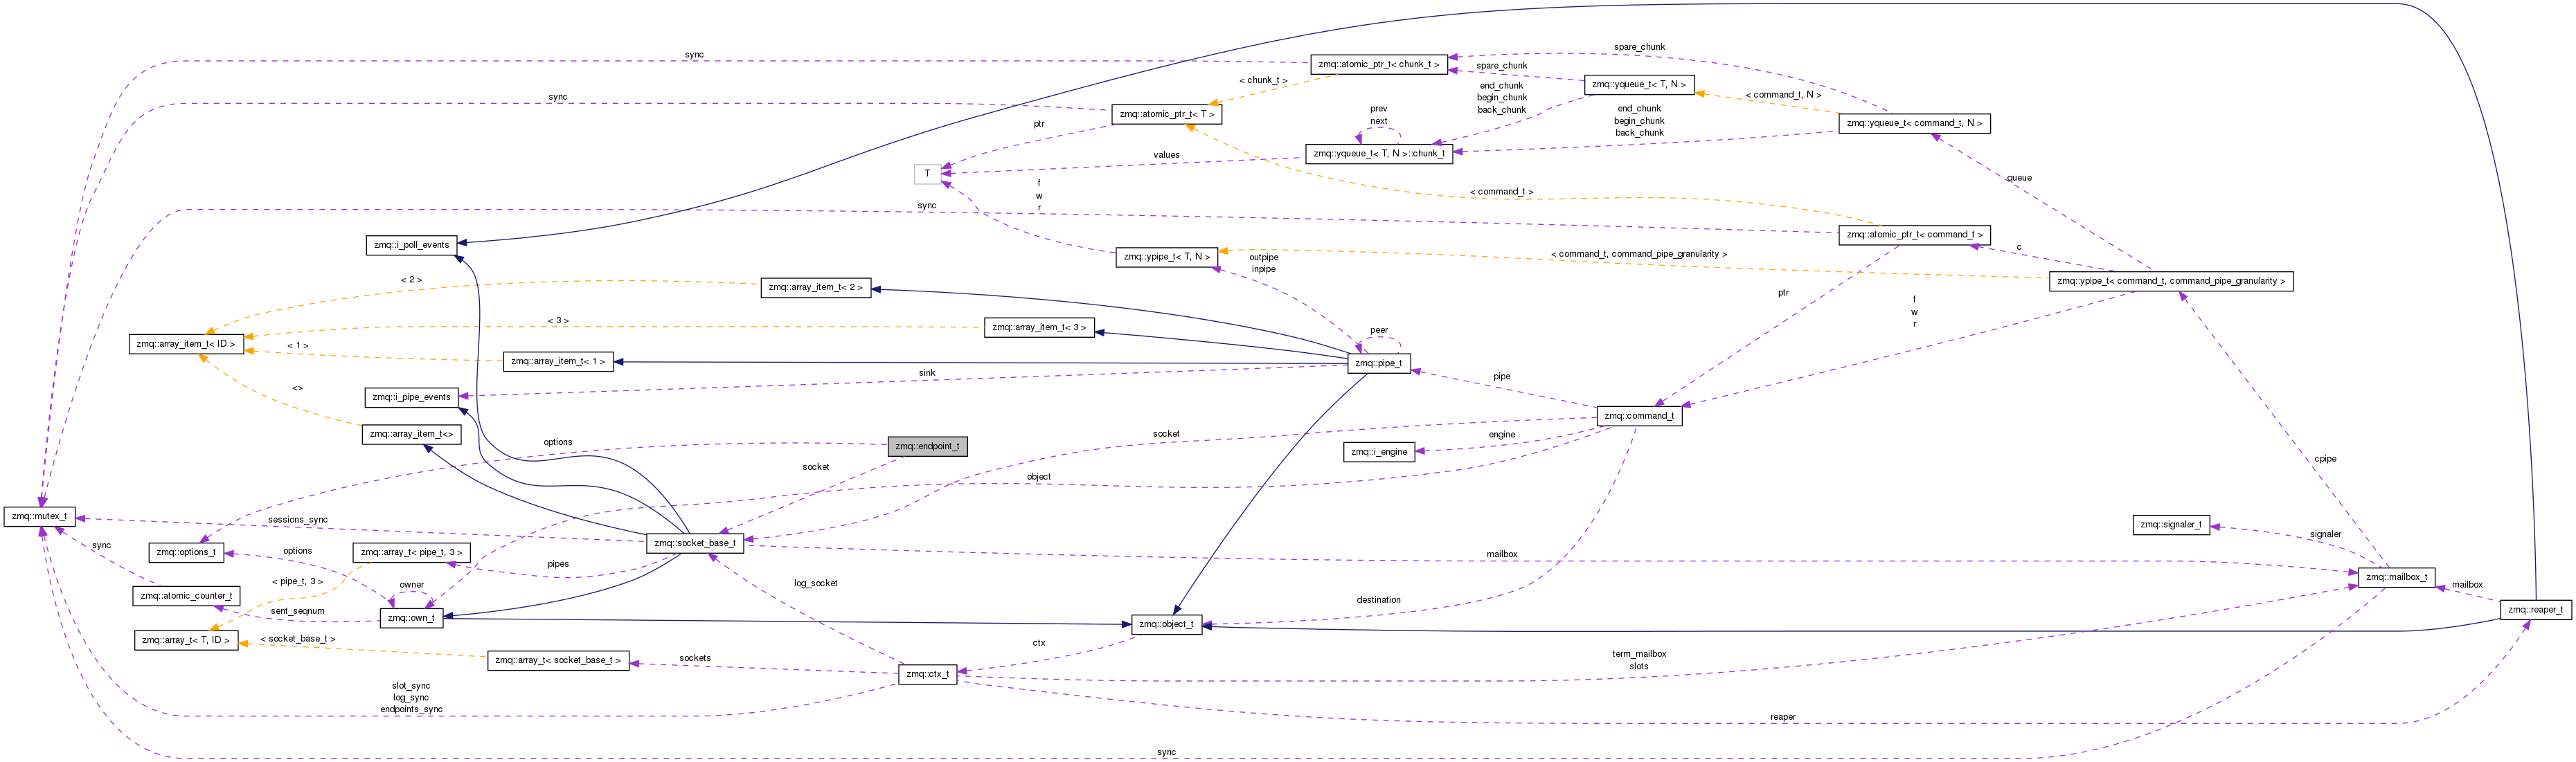 spare_chunk
sync
zmq::atomic_ptr_t< chunk_t >
spare_chunk
< chunk_t >
zmq::yqueue_t< T, N >
end_chunk
begin_chunk
back_chunk
< command_t, N >
sync
prev
next
end_chunk
begin_chunk
back_chunk
zmq::atomic_ptr_t< T >
ptr
zmq::yqueue_t< command_t, N >
values
zmq::yqueue_t< T, N >::chunk_t
T
queue
f
w
r
< command_t >
sync
zmq::atomic_ptr_t< command_t >
zmq::i_poll_events
c
zmq::ypipe_t< T, N >
outpipe
inpipe
< command_t, command_pipe_granularity >
< 2 >
zmq::array_item_t< 2 >
zmq::ypipe_t< command_t, command_pipe_granularity >
ptr
f
w
r
< 3 >
zmq::array_item_t< 3 >
peer
zmq::array_item_t< ID >
< 1 >
zmq::array_item_t< 1 >
zmq::pipe_t
sink
pipe
<>
zmq::i_pipe_events
zmq::command_t
zmq::array_item_t<>
options
zmq::endpoint_t
socket
engine
zmq::i_engine
cpipe
socket
object
zmq::mutex_t
sessions_sync
zmq::signaler_t
signaler
sync
zmq::options_t
options
zmq::array_t< pipe_t, 3 >
zmq::socket_base_t
pipes
mailbox
< pipe_t, 3 >
owner
log_socket
zmq::mailbox_t
mailbox
zmq::atomic_counter_t
sent_seqnum
zmq::own_t
destination
zmq::reaper_t
zmq::object_t
zmq::array_t< T, ID >
< socket_base_t >
zmq::array_t< socket_base_t >
sockets
ctx
term_mailbox
slots
zmq::ctx_t
slot_sync
log_sync
endpoints_sync
reaper
sync